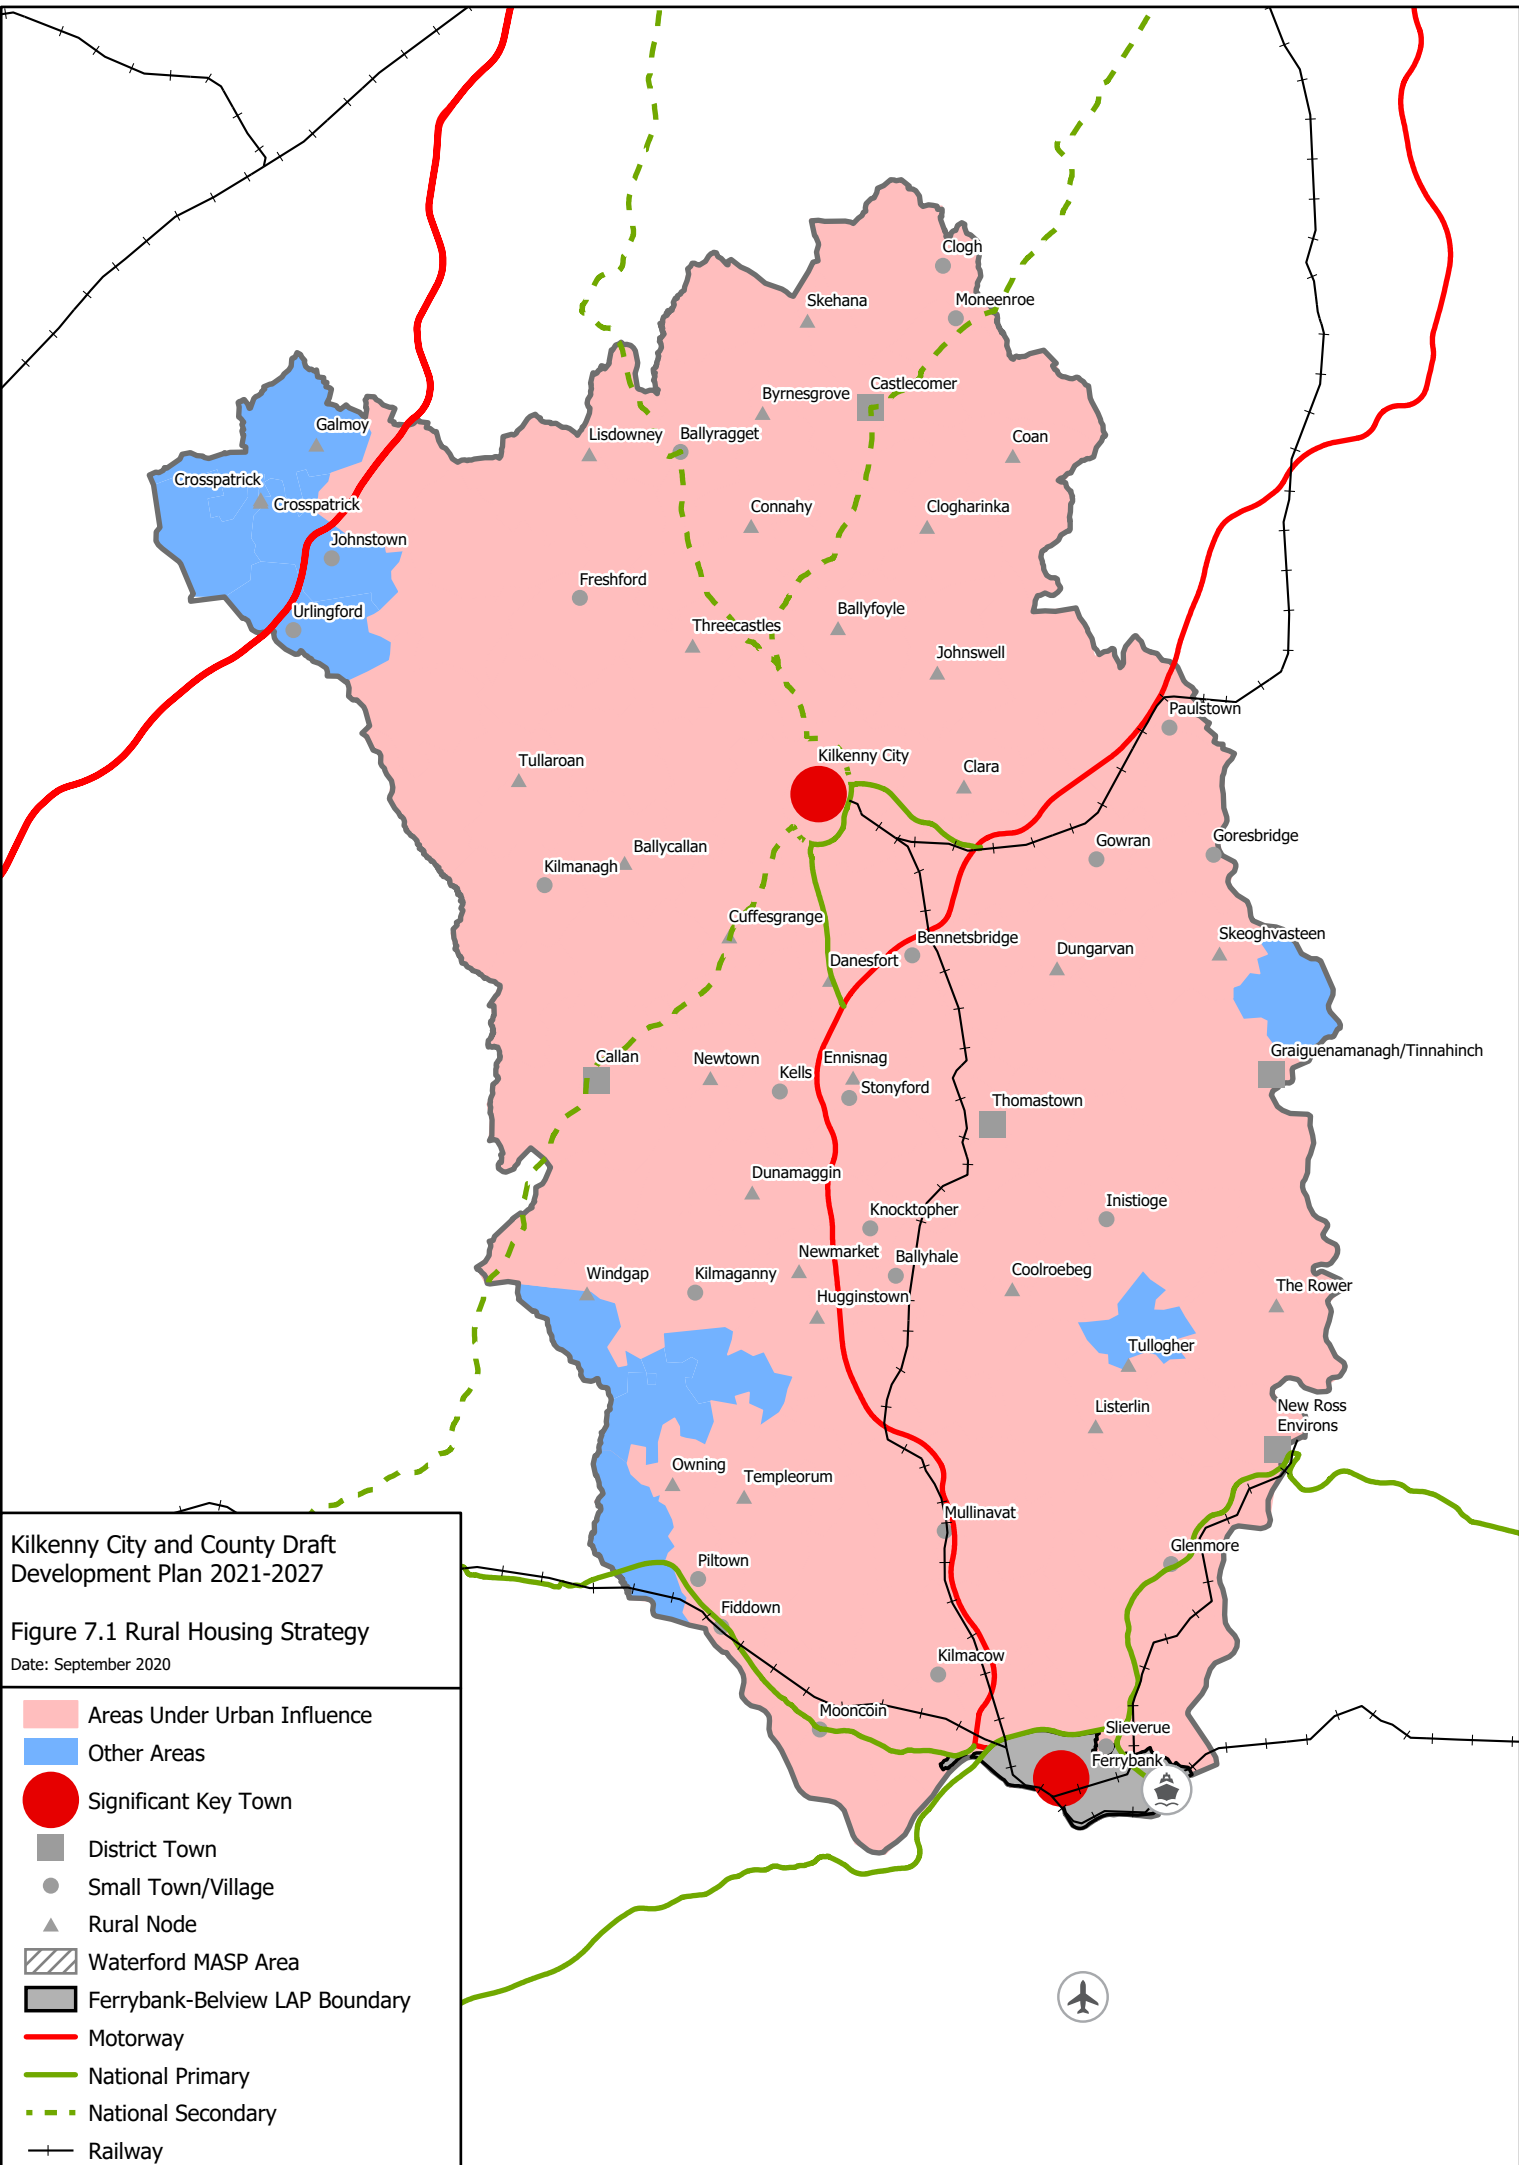 Clogh
Skehana
Moneenroe
Castlecomer
Byrnesgrove
Galmoy
Lisdowney
Ballyragget
Coan
Crosspatrick
Crosspatrick
Connahy
Clogharinka
Johnstown
Freshford
Urlingford
Ballyfoyle
Threecastles
Johnswell
Paulstown
Kilkenny City
Tullaroan
Clara
Goresbridge
Gowran
Ballycallan
Kilmanagh
Cuffesgrange
Skeoghvasteen
Bennetsbridge
Dungarvan
Danesfort
Graiguenamanagh/Tinnahinch
Callan
Newtown
Ennisnag
Kells
Stonyford
Thomastown
Dunamaggin
Inistioge
Knocktopher
Newmarket
Ballyhale
Coolroebeg
Windgap
Kilmaganny
The Rower
Hugginstown
Tullogher
Listerlin
New Ross
Environs
Owning
Templeorum
Mullinavat
Glenmore
Piltown
Fiddown
Kilmacow
Mooncoin
Slieverue
Ferrybank
Kilkenny City and County Draft
Development Plan 2021-2027
Figure 7.1 Rural Housing Strategy
Date: September 2020
Areas Under Urban Influence
Other Areas
Significant Key Town
District Town
Small Town/Village
Rural Node
Waterford MASP Area
Ferrybank-Belview LAP Boundary
Motorway
National Primary
National Secondary
Railway